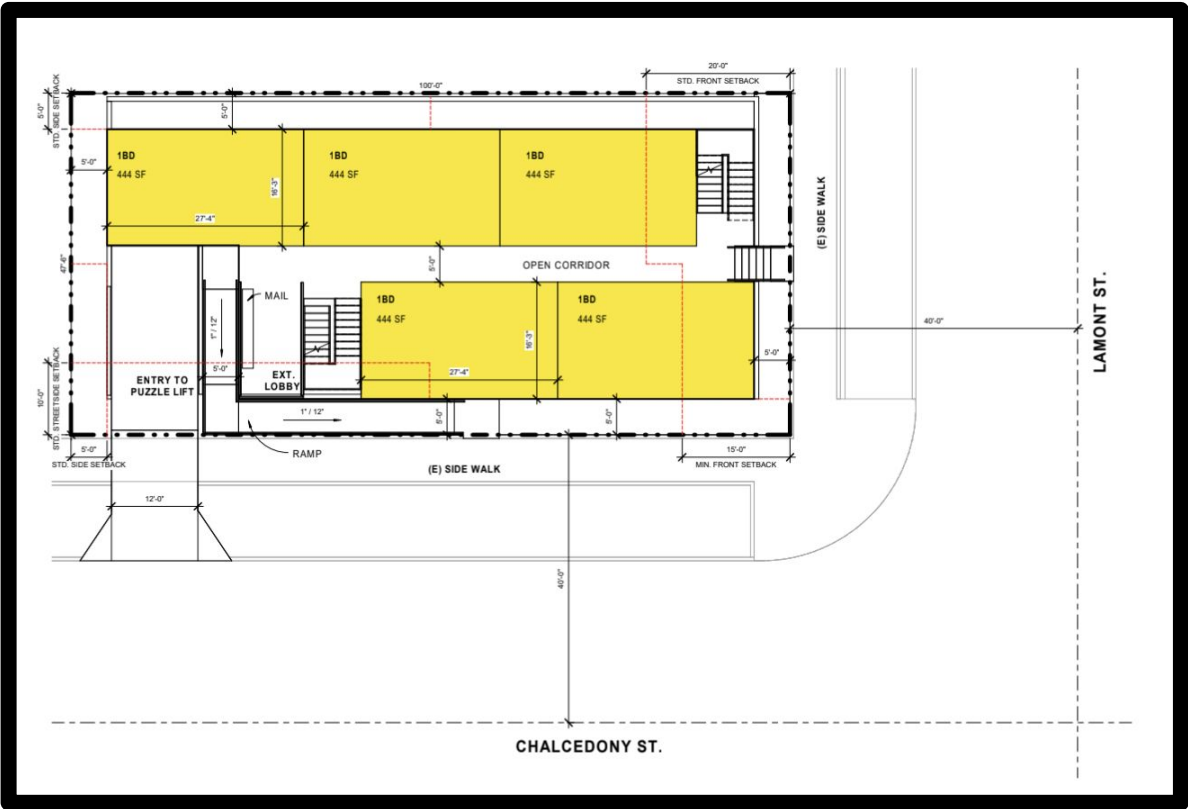 20'-0"
STD. FRONT SETBACK
100'-0"
5'-0"
STD. SIDE SETBACK
5'-0"
5'-0"
1BD
444 SF
1BD
444 SF
1BD
444 SF
16'-3"
27'-4"
(E) SIDE WALK
47'-6"
5'-0"
OPEN CORRIDOR
MAIL
1BD
444 SF
1BD
444 SF
LAMONT ST.
40'-0"
1" / 12"
16'-3"
5'-0"
5'-0"
27'-4"
ENTRY TO
PUZZLE LIFT
EXT.
LOBBY
10'-0"
STD. STREETSIDE SETBACK
1" / 12"
5'-0"
5'-0"
5'-0"
STD. SIDE SETBACK
RAMP
(E) SIDE WALK
15'-0"
MIN. FRONT SETBACK
12'-0"
40'-0"
CHALCEDONY ST.